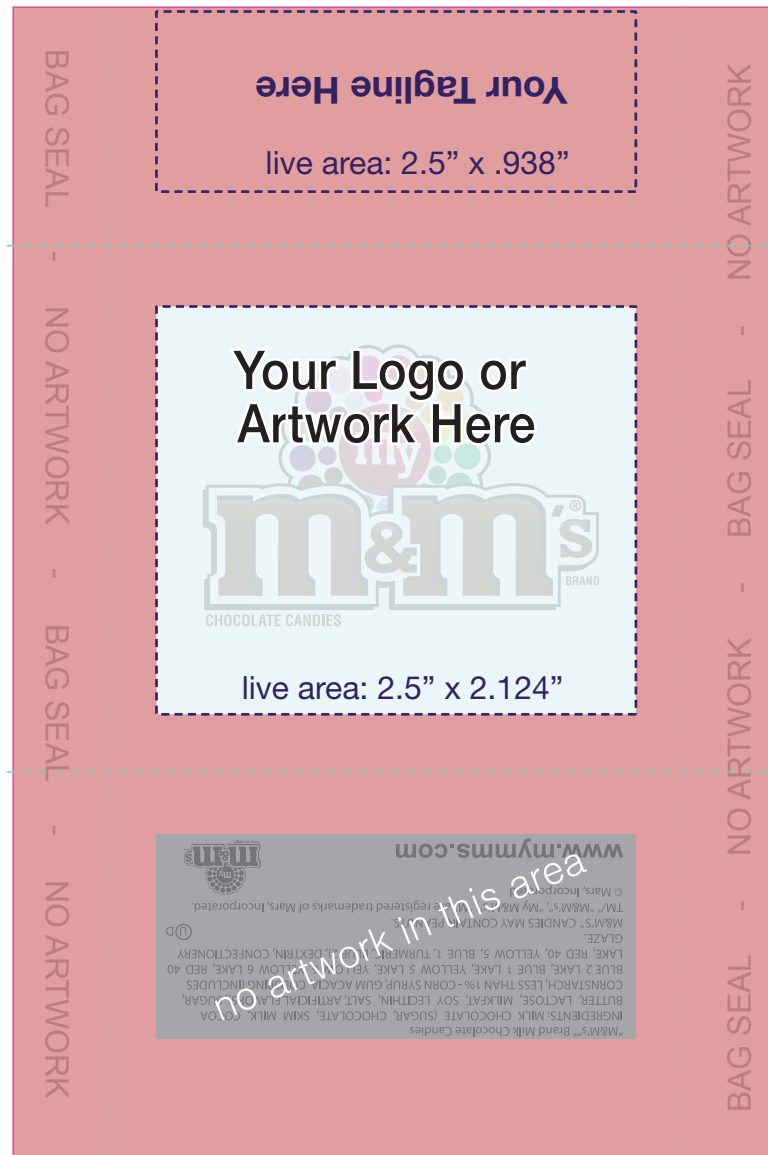 Your Tagline Here
live area: 2.5” x .938”
BAG SEAL - NO ARTWORK - BAG SEAL - NO ARTWORK
BAG SEAL - NO ARTWORK - BAG SEAL - NO ARTWORK
Your Logo or
Artwork Here
my
m&m's®
BRAND
CHOCOLATE CANDIES
live area: 2.5” x 2.124”
no artwork in this area
"M&M's®" Brand Milk Chocolate Candies
INGREDIENTS: MILK CHOCOLATE (SUGAR, CHOCOLATE, SKIM MILK, COCOA
BUTTER, LACTOSE, MILKFAT, SOY LECITHIN, SALT, ARTIFICIAL FLAVORS), SUGAR,
CORNSTARCH, LESS THAN 1% - CORN SYRUP, GUM ACACIA, COLORING (INCLUDES
BLUE 2 LAKE, BLUE 1 LAKE, YELLOW 5 LAKE, YELLOW 6 LAKE, RED 40
LAKE, RED 40, YELLOW 5, BLUE 1, TURMERIC, DEXTRIN, CONFECTIONERY
GLAZE.
M&M'S® CANDIES MAY CONTAIN PEANUTS.
U D
TM/® "M&M's", "My M&M's" registered trademarks of Mars, Incorporated.
© Mars, Incorporated
www.mymms.com
my
m&m's